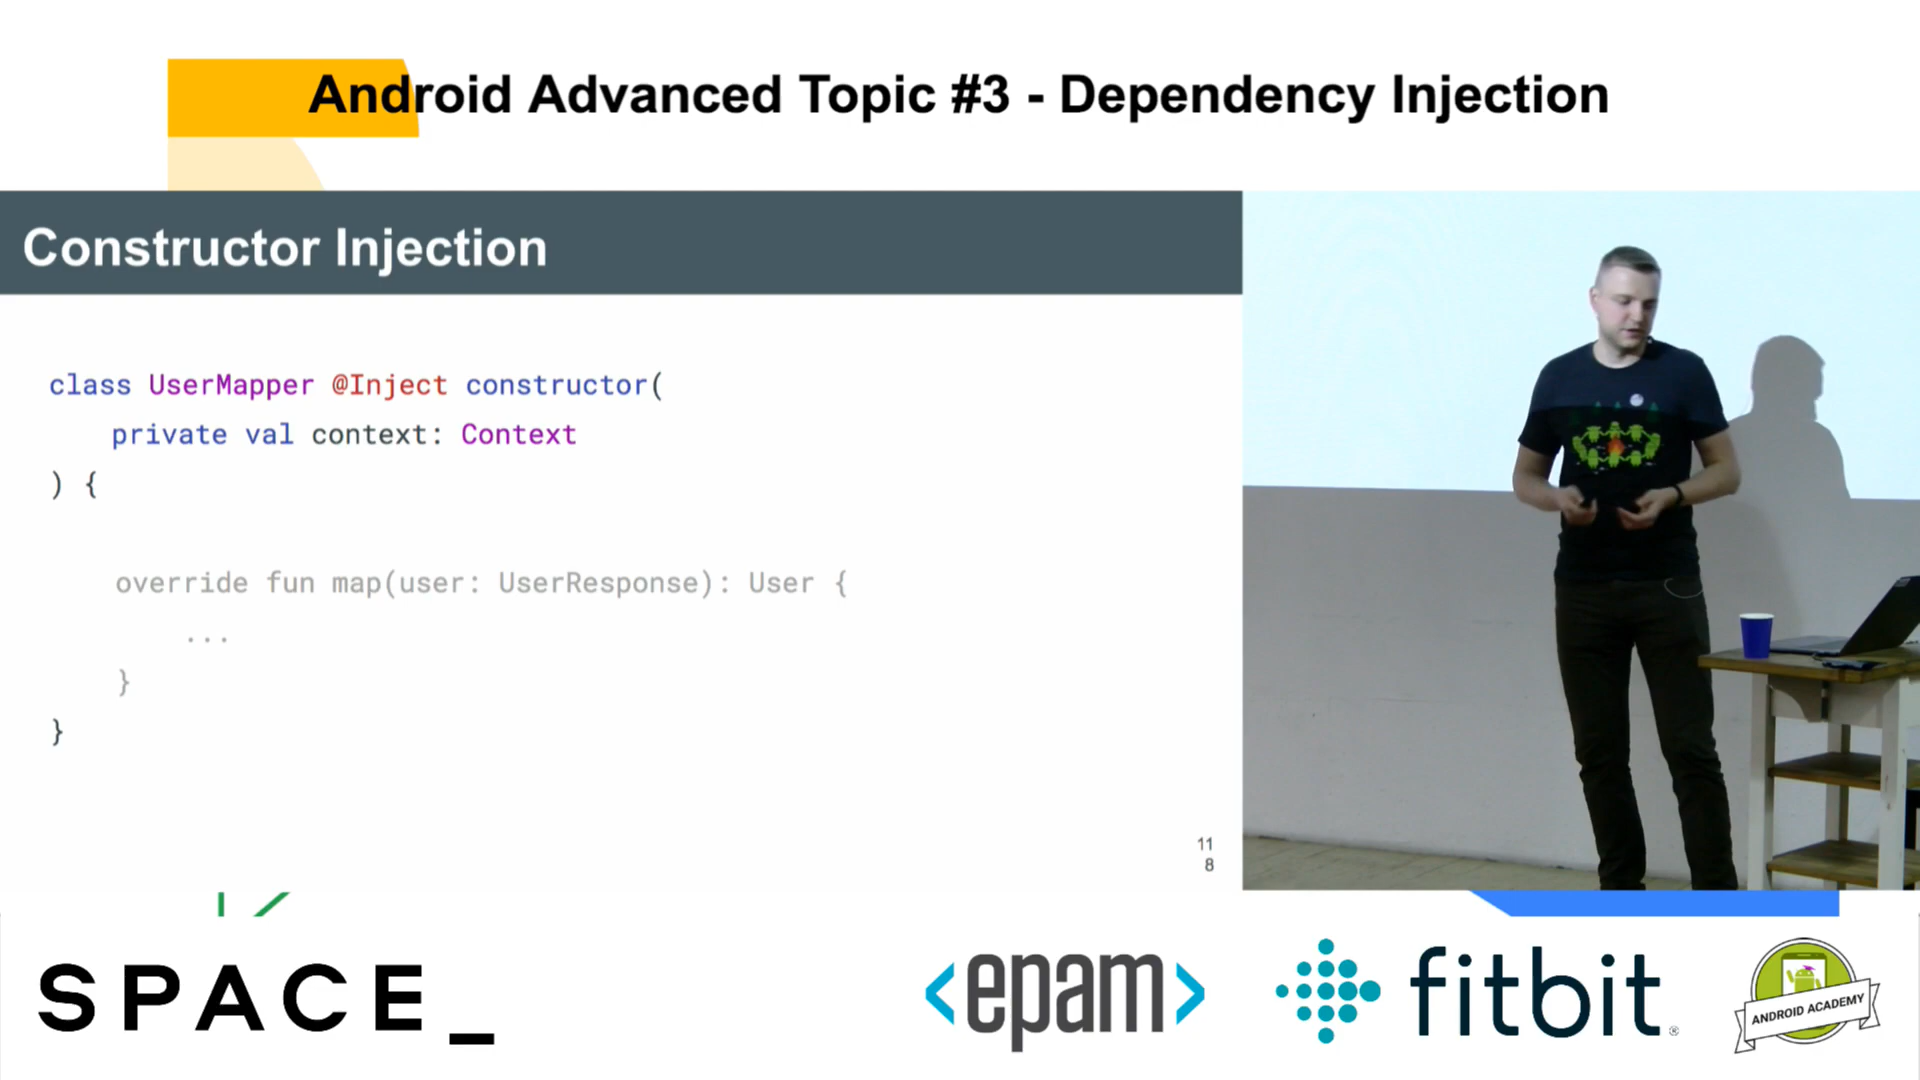 Android Advanced Topic #3 - Dependency Injection
Constructor Injection
class UserMapper @Inject constructor(
private val context: Context
) {
override fun map(user: UserResponse): User {
...
}
}
11
8
SPACE_
<epam>
fitbit®
ANDROID ACADEMY